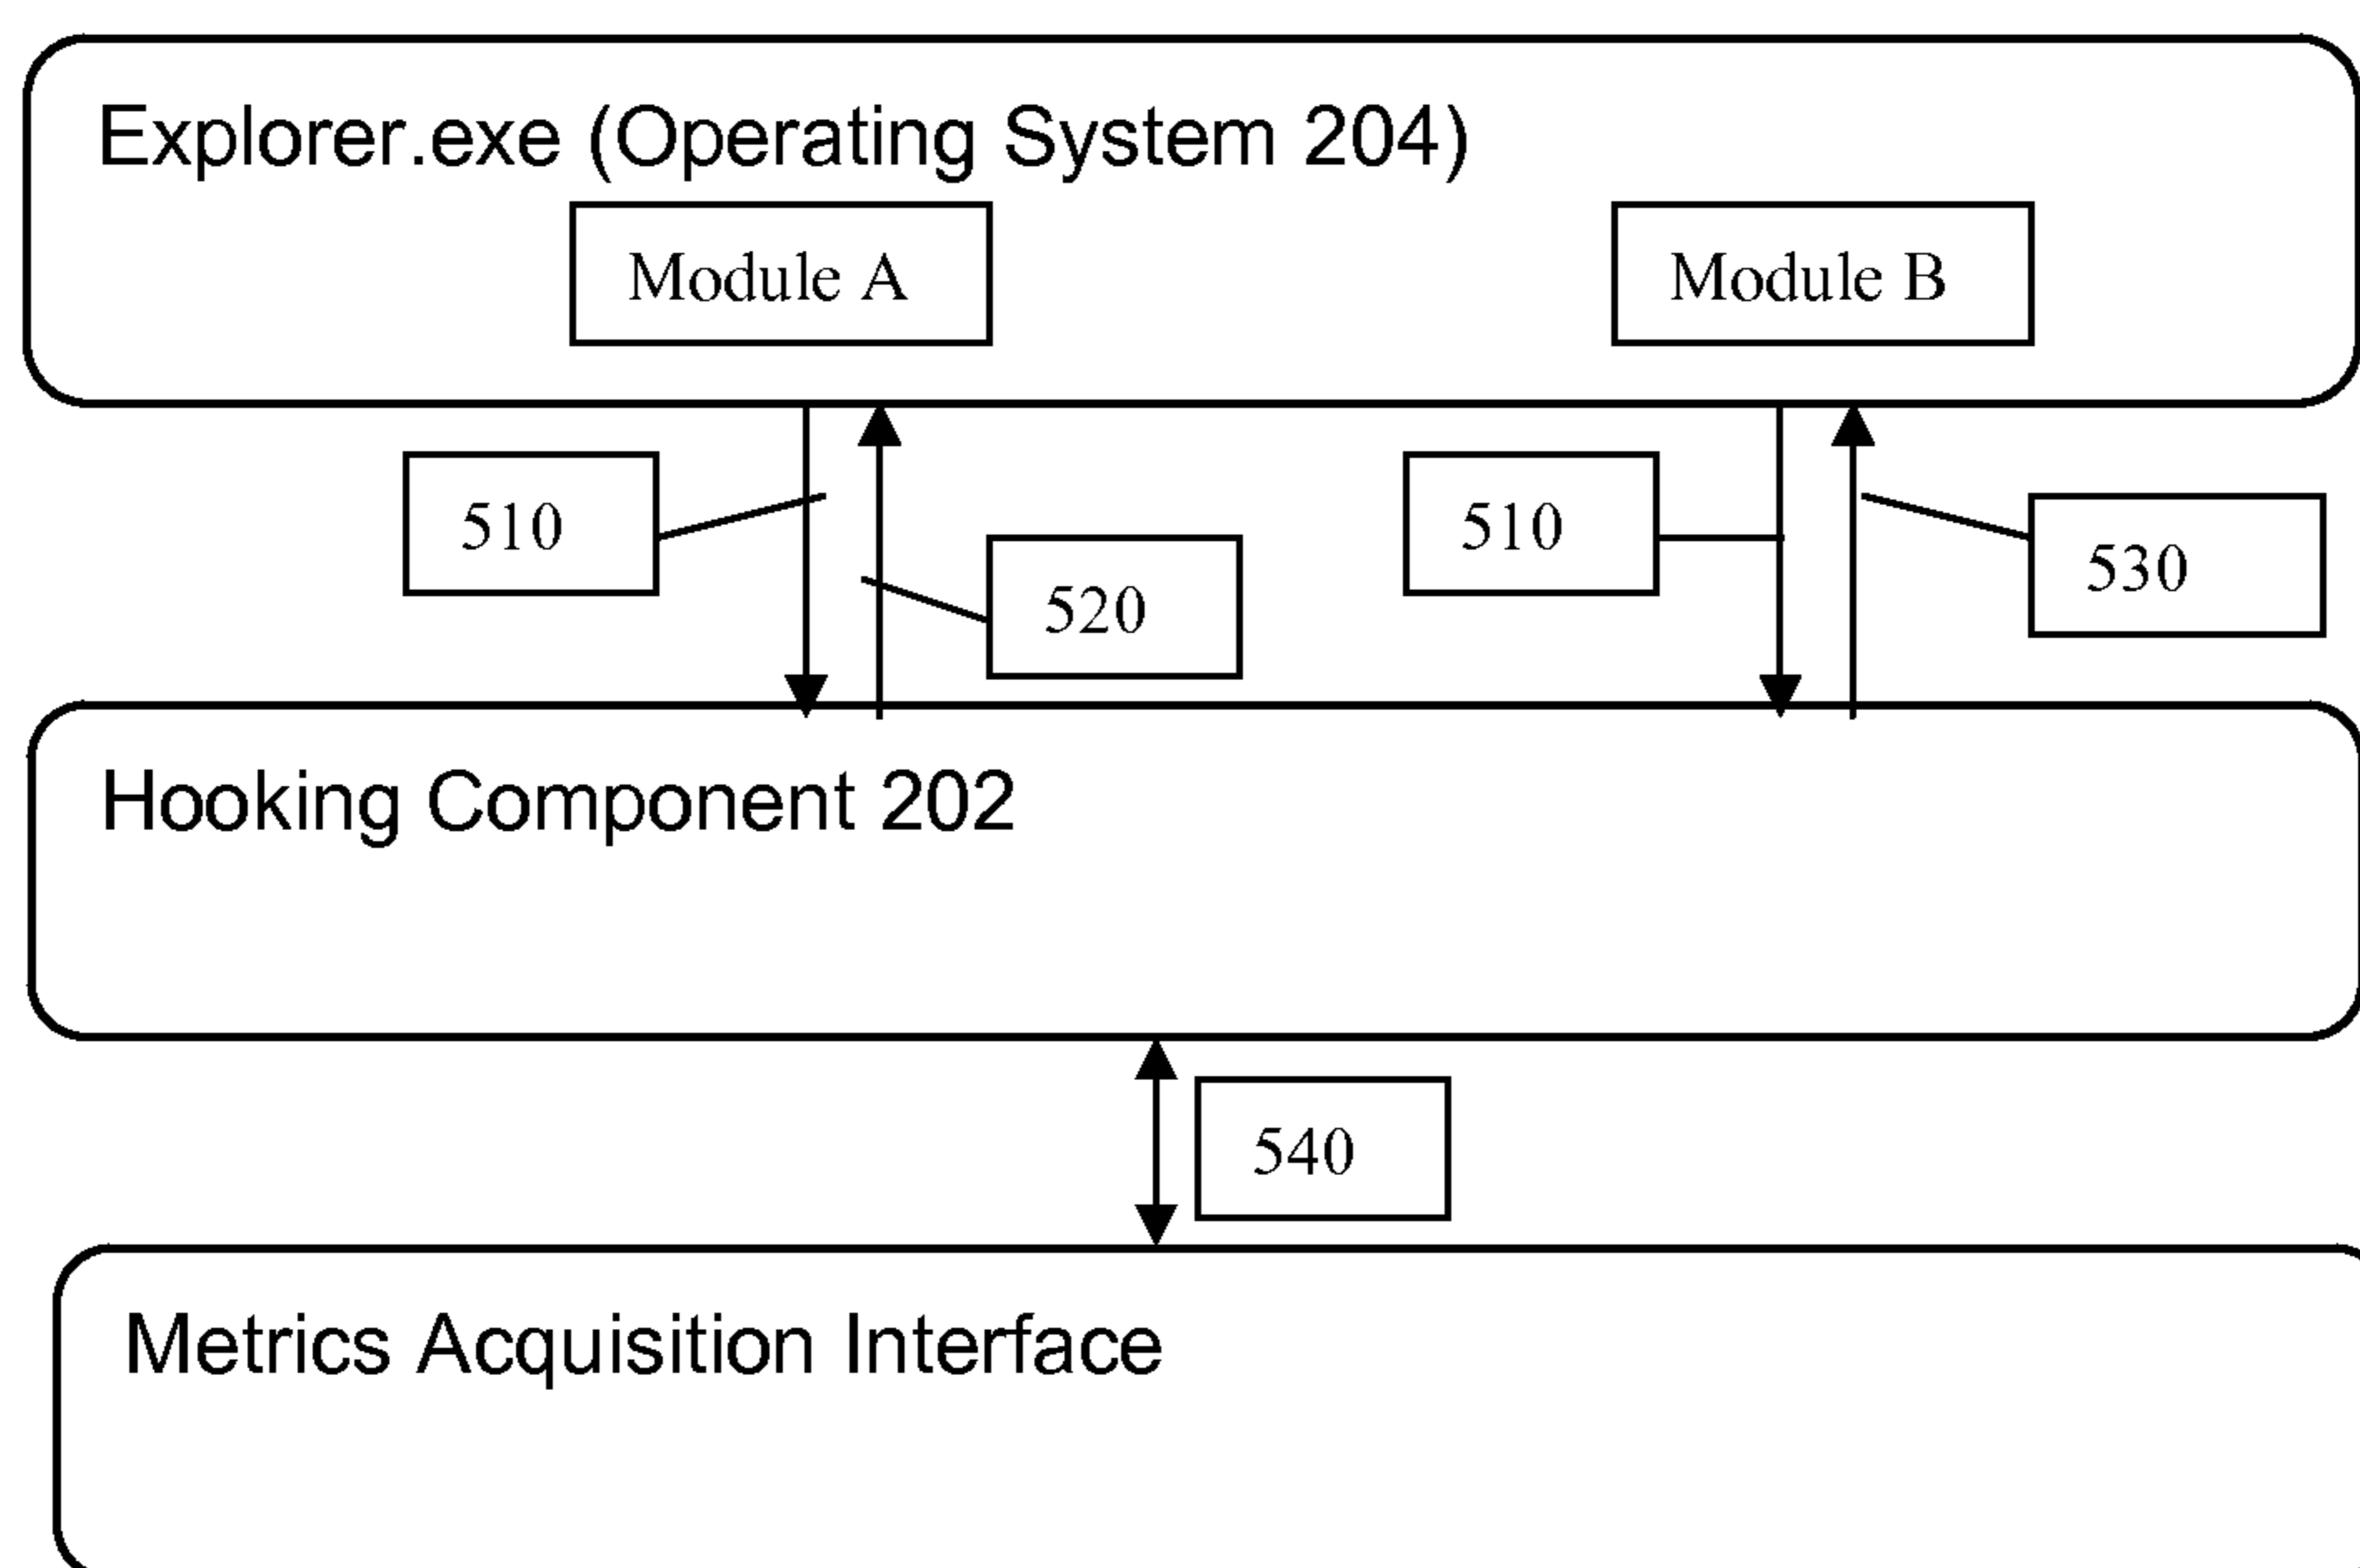 Explorer.exe (Operating System 204)
Module A
Module B
510
520
510
530
Hooking Component 202
540
Metrics Acquisition Interface